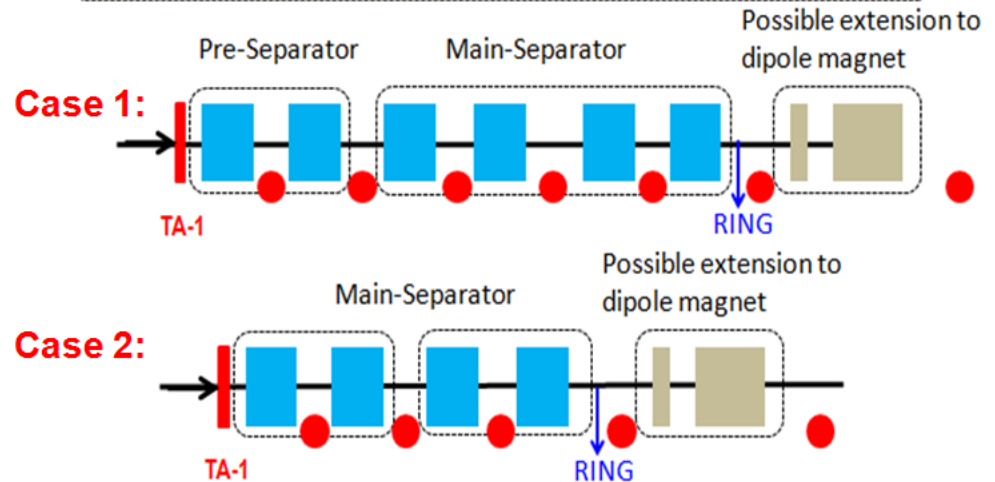 Possible extension to
dipole magnet
Pre-Separator
Main-Separator
Case 1:
TA-1
RING
Possible extension to
dipole magnet
Main-Separator
Case 2:
TA-1
RING